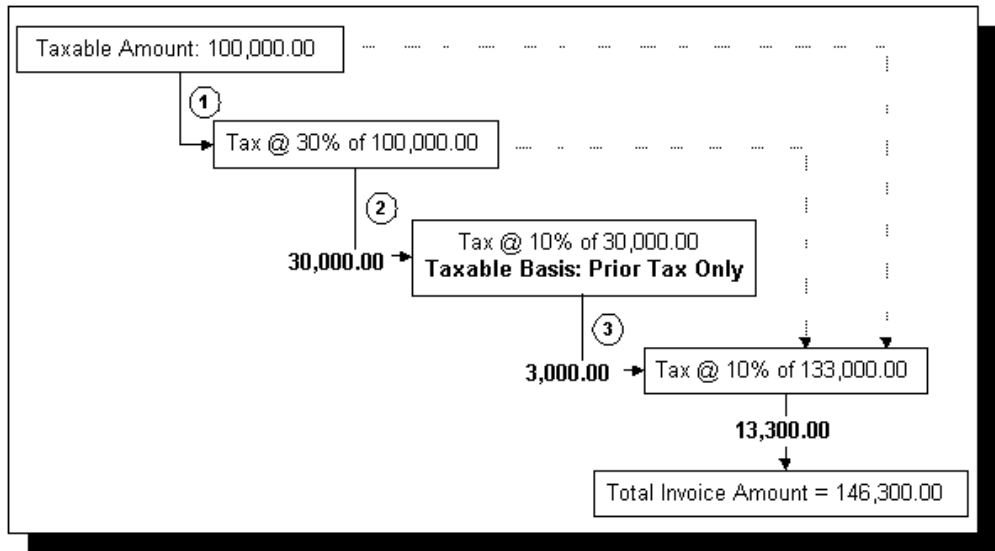 Taxable Amount: 100,000.00
1
Tax @ 30% of 100,000.00
2
30,000.00
Tax @ 10% of 30,000.00
Taxable Basis: Prior Tax Only
3
3,000.00
Tax @ 10% of 133,000.00
13,300.00
Total Invoice Amount = 146,300.00